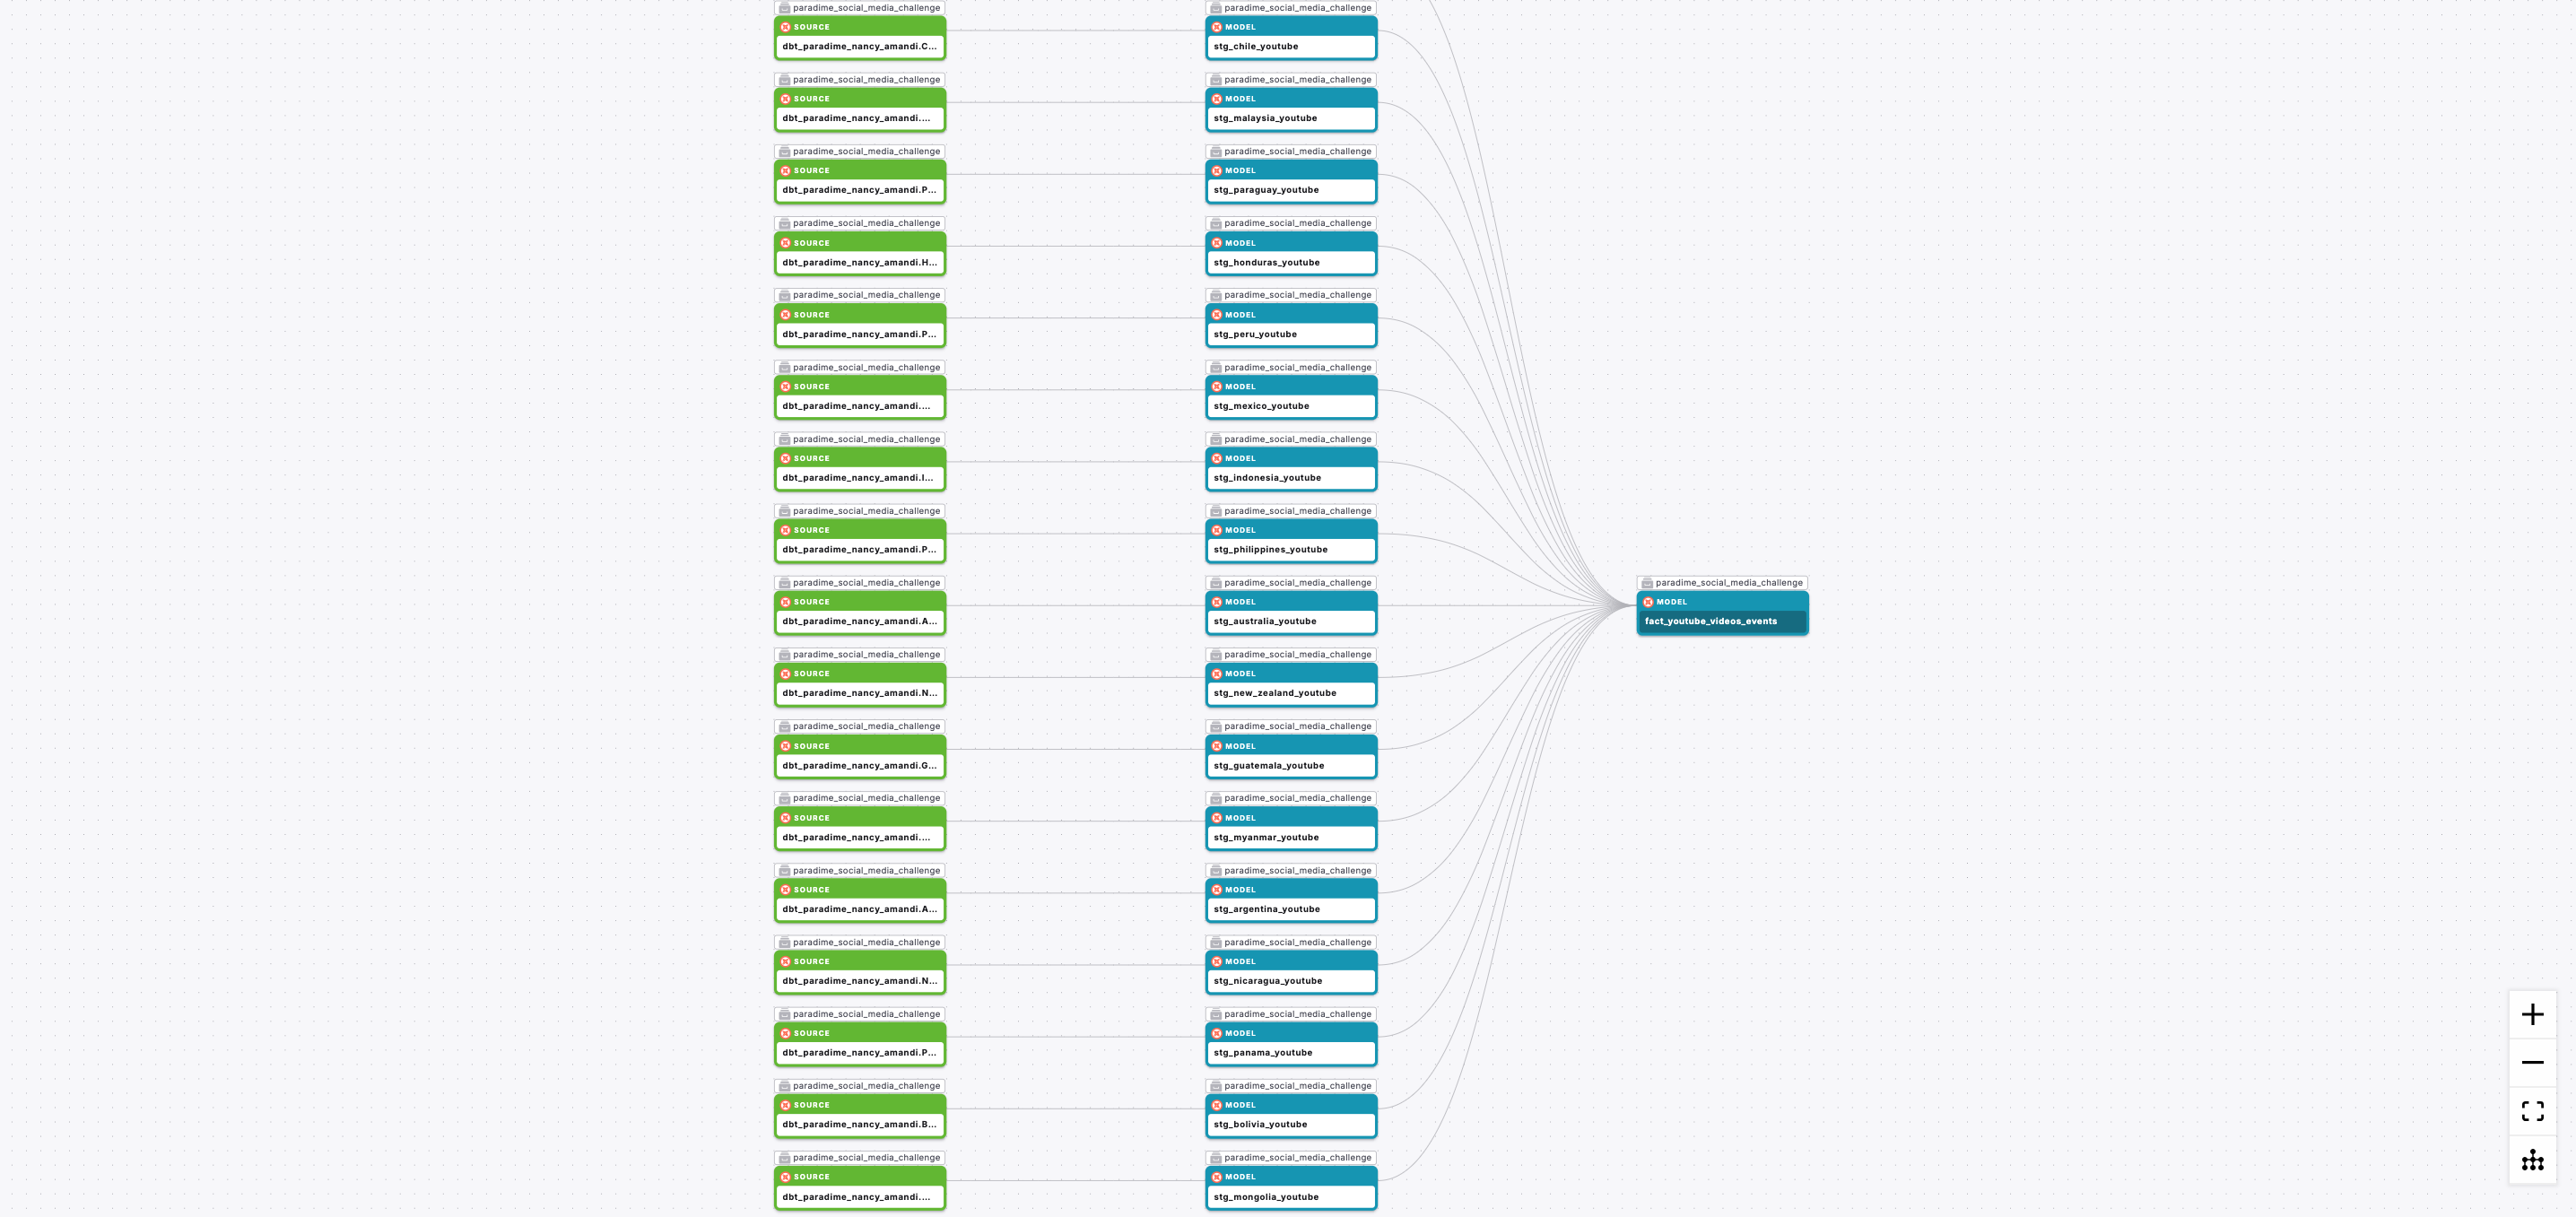 paradime_social_media_challenge
SOURCE
dbt_paradime_nancy_amandi.C...
paradime_social_media_challenge
MODEL
stg_chile_youtube
paradime_social_media_challenge
SOURCE
dbt_paradime_nancy_amandi....
paradime_social_media_challenge
MODEL
stg_malaysia_youtube
paradime_social_media_challenge
SOURCE
dbt_paradime_nancy_amandi.P...
paradime_social_media_challenge
MODEL
stg_paraguay_youtube
paradime_social_media_challenge
SOURCE
dbt_paradime_nancy_amandi.H...
paradime_social_media_challenge
MODEL
stg_honduras_youtube
paradime_social_media_challenge
SOURCE
dbt_paradime_nancy_amandi.P...
paradime_social_media_challenge
MODEL
stg_peru_youtube
paradime_social_media_challenge
SOURCE
dbt_paradime_nancy_amandi....
paradime_social_media_challenge
MODEL
stg_mexico_youtube
paradime_social_media_challenge
SOURCE
dbt_paradime_nancy_amandi.I...
paradime_social_media_challenge
MODEL
stg_indonesia_youtube
paradime_social_media_challenge
SOURCE
dbt_paradime_nancy_amandi.P...
paradime_social_media_challenge
MODEL
stg_philippines_youtube
paradime_social_media_challenge
SOURCE
dbt_paradime_nancy_amandi.A...
paradime_social_media_challenge
MODEL
stg_australia_youtube
paradime_social_media_challenge
MODEL
fact_youtube_videos_events
paradime_social_media_challenge
SOURCE
dbt_paradime_nancy_amandi.N...
paradime_social_media_challenge
MODEL
stg_new_zealand_youtube
paradime_social_media_challenge
SOURCE
dbt_paradime_nancy_amandi.G...
paradime_social_media_challenge
MODEL
stg_guatemala_youtube
paradime_social_media_challenge
SOURCE
dbt_paradime_nancy_amandi....
paradime_social_media_challenge
MODEL
stg_myanmar_youtube
paradime_social_media_challenge
SOURCE
dbt_paradime_nancy_amandi.A...
paradime_social_media_challenge
MODEL
stg_argentina_youtube
paradime_social_media_challenge
SOURCE
dbt_paradime_nancy_amandi.N...
paradime_social_media_challenge
MODEL
stg_nicaragua_youtube
paradime_social_media_challenge
SOURCE
dbt_paradime_nancy_amandi.P...
paradime_social_media_challenge
MODEL
stg_panama_youtube
paradime_social_media_challenge
SOURCE
dbt_paradime_nancy_amandi.B...
paradime_social_media_challenge
MODEL
stg_bolivia_youtube
paradime_social_media_challenge
SOURCE
dbt_paradime_nancy_amandi....
paradime_social_media_challenge
MODEL
stg_mongolia_youtube